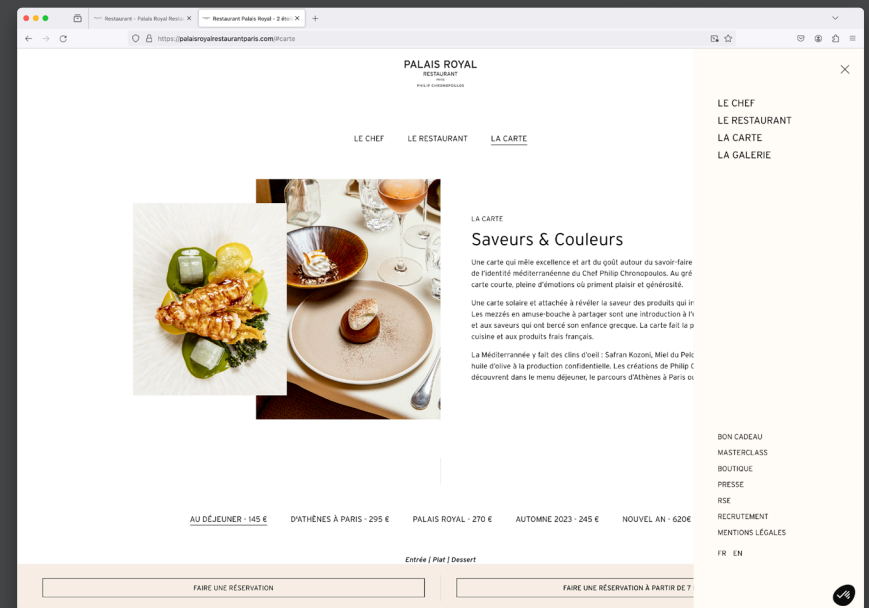 Restaurant - Palais Royal Restau
Restaurant Palais Royal - 2 étoil
https://palaisroyalrestaurantparis.com/#carte
PALAIS ROYAL
RESTAURANT
PARIS
PHILIP CHRONOPOULOS
LE CHEF
LE RESTAURANT
LA CARTE
LA CARTE
Saveurs & Couleurs
Une carte qui mêle excellence et art du goût autour du savoir-faire
de l'identité méditerranéenne du Chef Philip Chronopoulos. Au gré
carte courte, pleine d'émotions où priment plaisir et générosité.
Une carte solaire et attachée à révéler la saveur des produits qui in
Les mezzés en amuse-bouche à partager sont une introduction à l'
et aux saveurs qui ont bercé son enfance grecque. La carte fait la p
cuisine et aux produits frais français.
La Méditerrannée y fait des clins d'oeil : Safran Kozoni, Miel du Pelo
huile d'olive à la production confidentielle. Les créations de Philip C
découvrent dans le menu déjeuner, le parcours d'Athènes à Paris ou
AU DÉJEUNER - 145 €
D'ATHÈNES À PARIS - 295 €
PALAIS ROYAL - 270 €
AUTOMNE 2023 - 245 €
NOUVEL AN - 620€
Entrée | Plat | Dessert
FAIRE UNE RÉSERVATION
FAIRE UNE RÉSERVATION À PARTIR DE 7
LE CHEF
LE RESTAURANT
LA CARTE
LA GALERIE
BON CADEAU
MASTERCLASS
BOUTIQUE
PRESSE
RSE
RECRUTEMENT
MENTIONS LÉGALES
FR EN